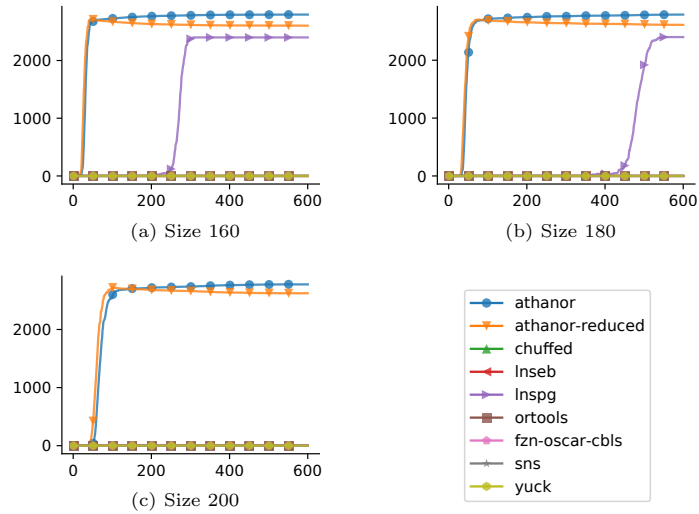 2000
1000
0
0
200
400
600
(a) Size 160
2000
1000
0
0
200
400
600
(b) Size 180
2000
1000
0
0
200
400
600
(c) Size 200
athanor
athanor-reduced
chuffed
lnseb
lnspg
ortools
fzn-oscar-cbls
sns
yuck